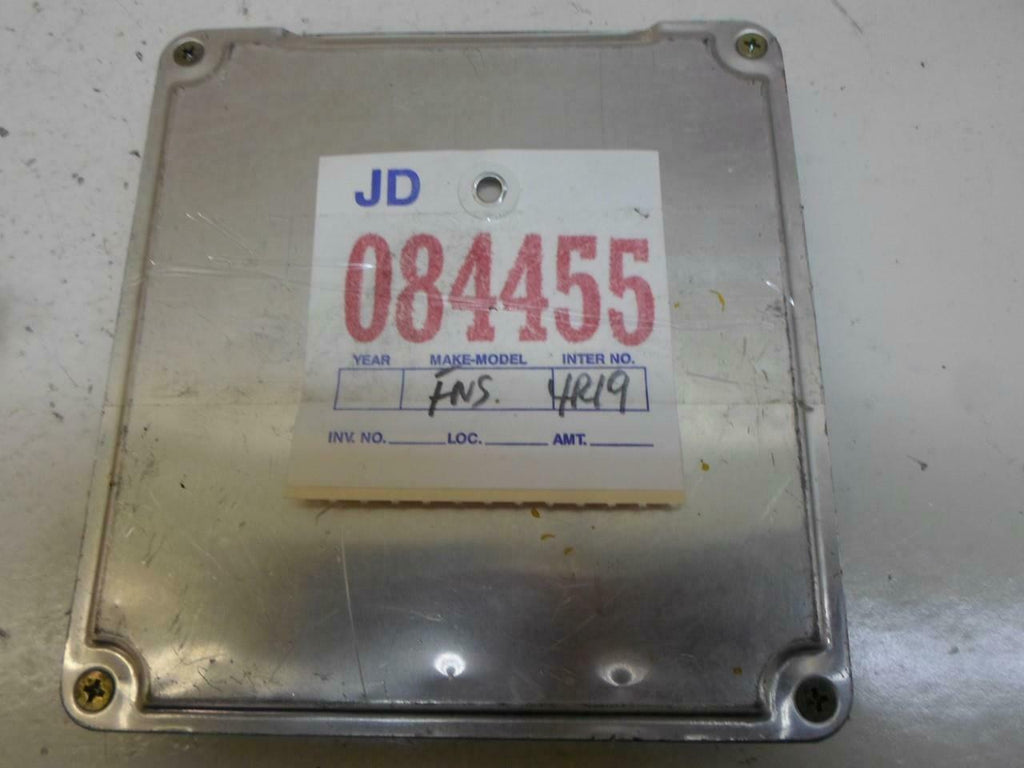 JD
084455
YEAR MAKE-MODEL INTER NO.
FNS. 4R19
INV. NO. LOC. AMT.